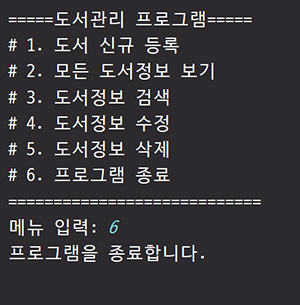 =====도서관리 프로그램=====
# 1. 도서 신규 등록
# 2. 모든 도서정보 보기
# 3. 도서정보 검색
# 4. 도서정보 수정
# 5. 도서정보 삭제
# 6. 프로그램 종료
============================
메뉴 입력: 6
프로그램을 종료합니다.